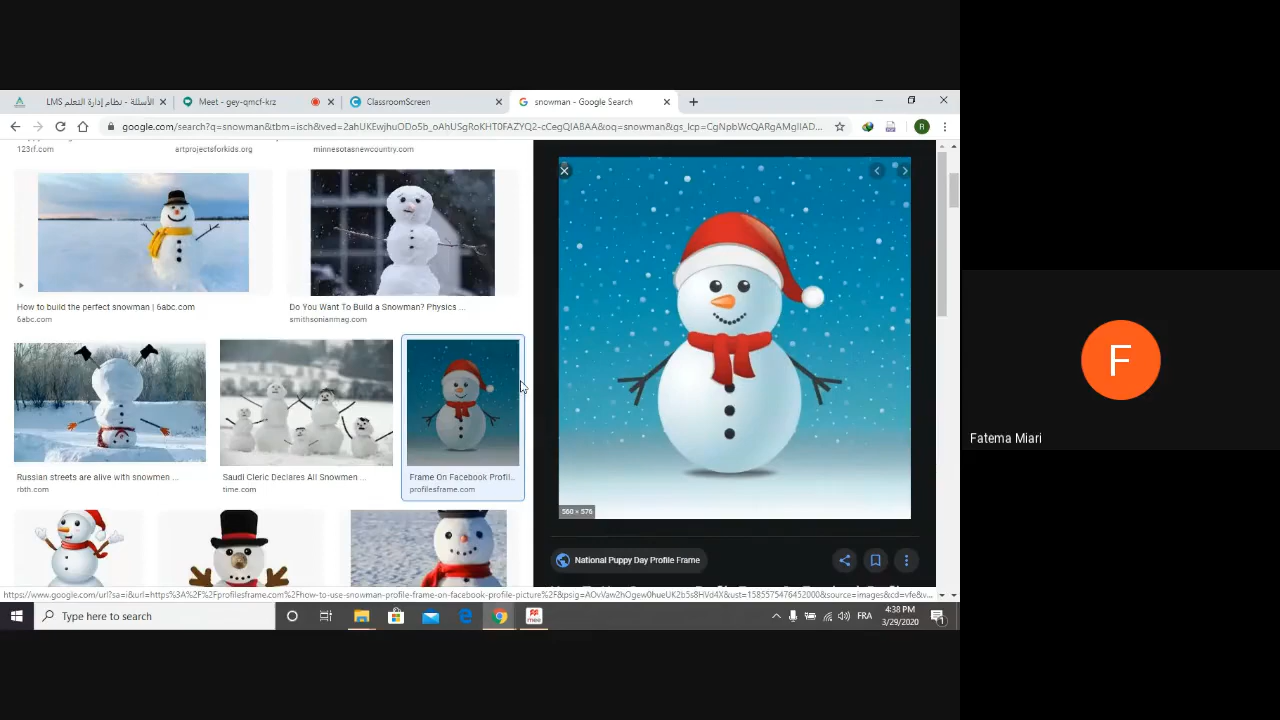 الأسئلة - نظام إدارة التعلم LMS
Meet - gey-qmcf-krz
ClassroomScreen
snowman - Google Search
google.com/search?q=snowman&tbm=isch&ved=2ahUKEwjhuODo5b_oAhUSgRoKHT0FAZYQ2-cCegQIABAA&oq=snowman&gs_lcp=CgNpbWcQARgAMgIIAD...
R
123rf.com
artprojectsforkids.org
minnesotasnewcountry.com
How to build the perfect snowman | 6abc.com
6abc.com
Do You Want To Build a Snowman? Physics ...
smithsonianmag.com
Russian streets are alive with snowmen ...
rbth.com
Saudi Cleric Declares All Snowmen ...
time.com
Frame On Facebook Profil...
profilesframe.com
560 × 576
National Puppy Day Profile Frame
F
Fatema Miari
Type here to search
FRA
4:38 PM
3/29/2020
1